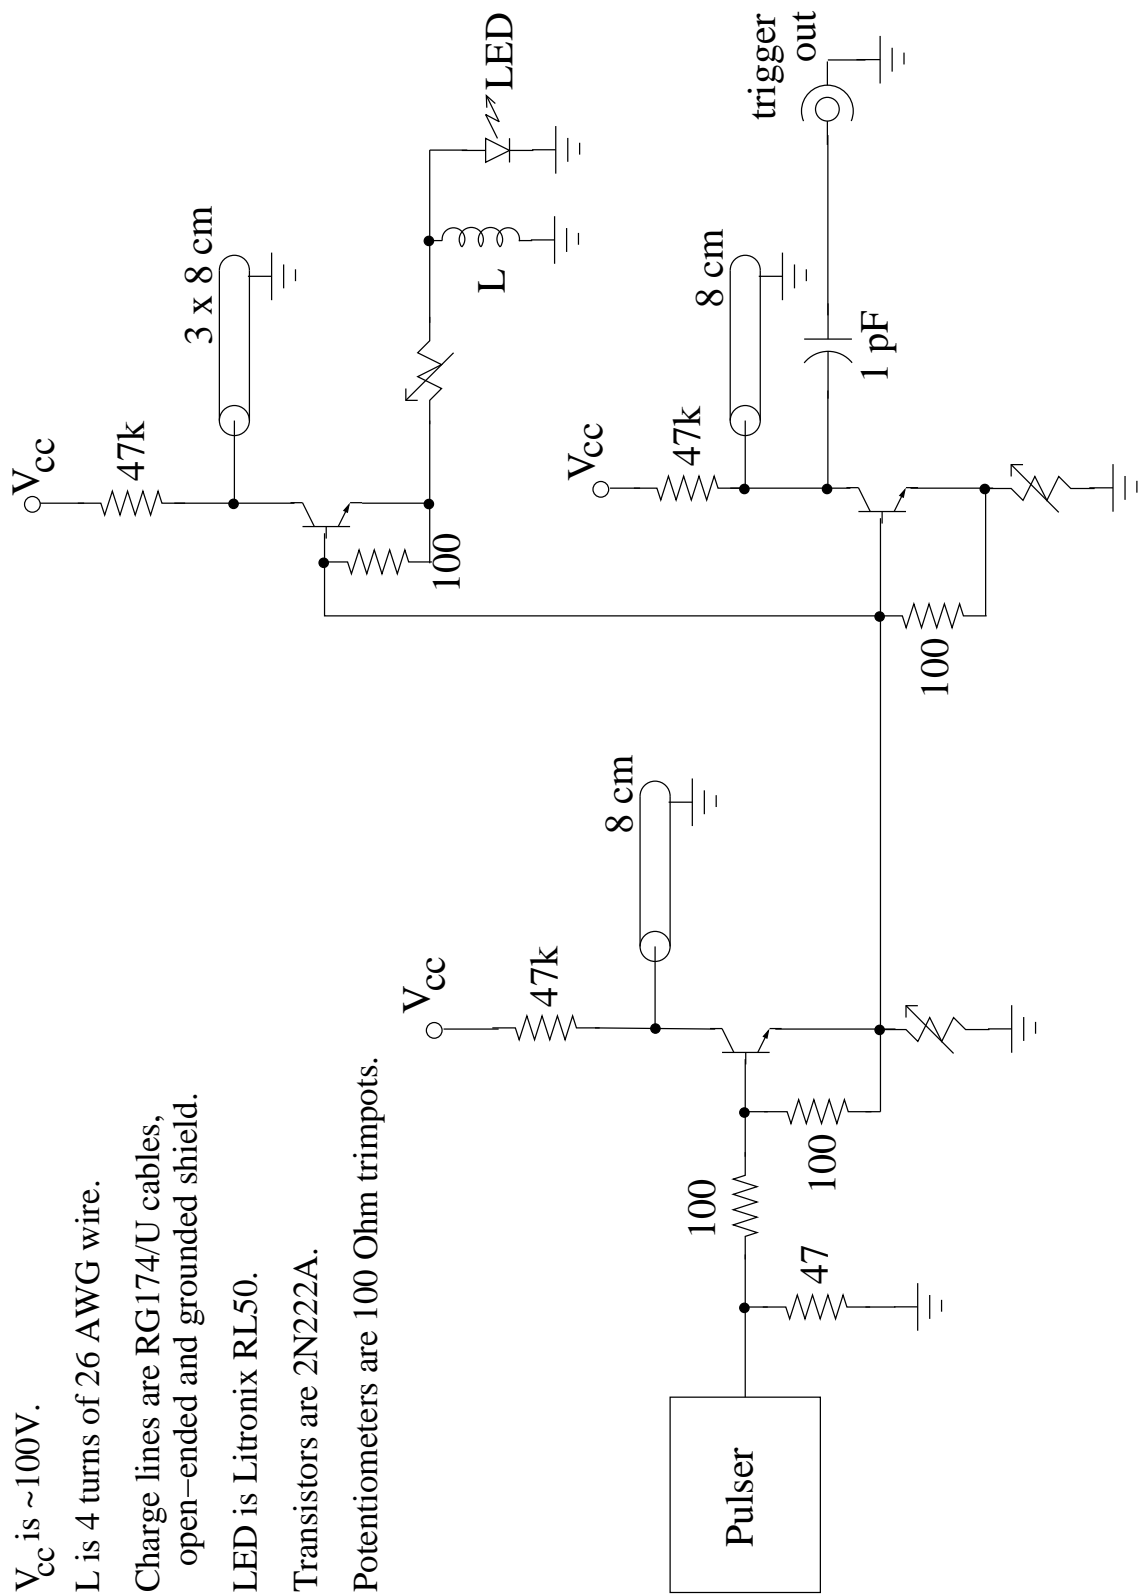 V_cc is ~100V.
L is 4 turns of 26 AWG wire.
Charge lines are RG174/U cables,
open−ended and grounded shield.
LED is Litronix RL50.
Transistors are 2N222A.
Potentiometers are 100 Ohm trimpots.
Pulser
47
100
100
V_cc
47k
8 cm
V_cc
47k
3 x 8 cm
100
L
LED
V_cc
47k
8 cm
100
1 pF
trigger
out